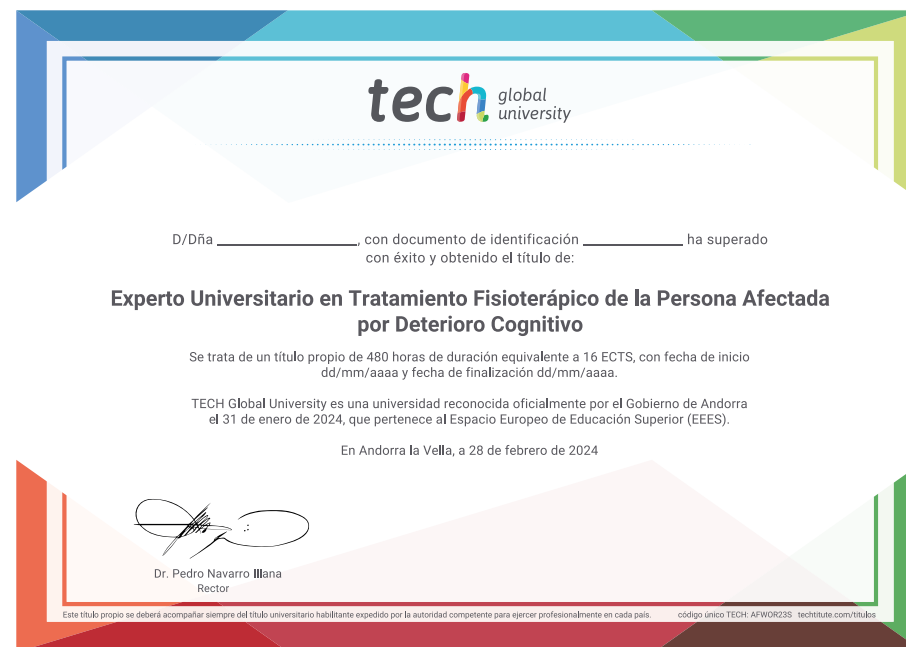 tech global university
D/Dña ____________________, con documento de identificación ______________ ha superado
con éxito y obtenido el título de:
Experto Universitario en Tratamiento Fisioterápico de la Persona Afectada
por Deterioro Cognitivo
Se trata de un título propio de 480 horas de duración equivalente a 16 ECTS, con fecha de inicio
dd/mm/aaaa y fecha de finalización dd/mm/aaaa.
TECH Global University es una universidad reconocida oficialmente por el Gobierno de Andorra
el 31 de enero de 2024, que pertenece al Espacio Europeo de Educación Superior (EEES).
En Andorra la Vella, a 28 de febrero de 2024
Dr. Pedro Navarro Illana
Rector
Este título propio se deberá acompañar siempre del título universitario habilitante expedido por la autoridad competente para ejercer profesionalmente en cada país. código único TECH: AFWOR23S techtitute.com/titulos